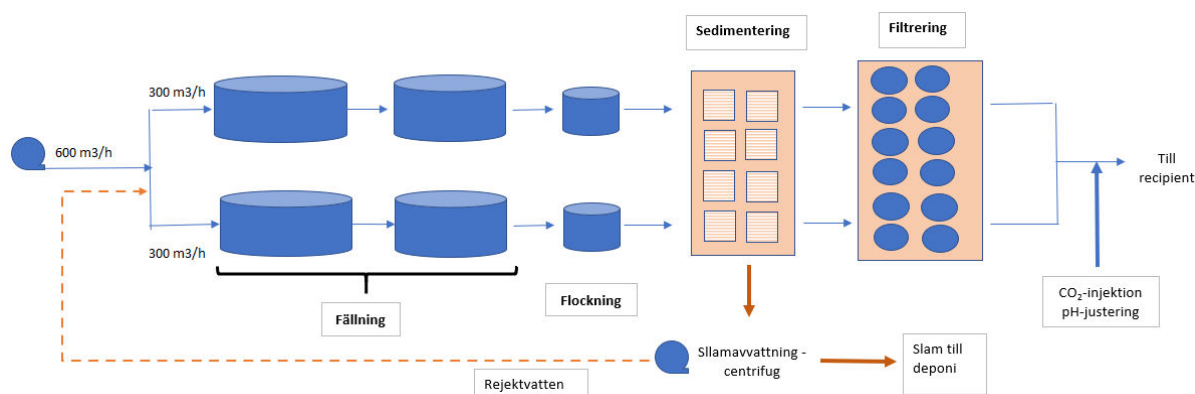 Sedimentering
Filtrering
300 m3/h
600 m3/h
Till
recipient
300 m3/h
Fällning
Flockning
CO₂-injektion
pH-justering
Sllamavvattning -
centrifug
Slam till
deponi
Rejektvatten